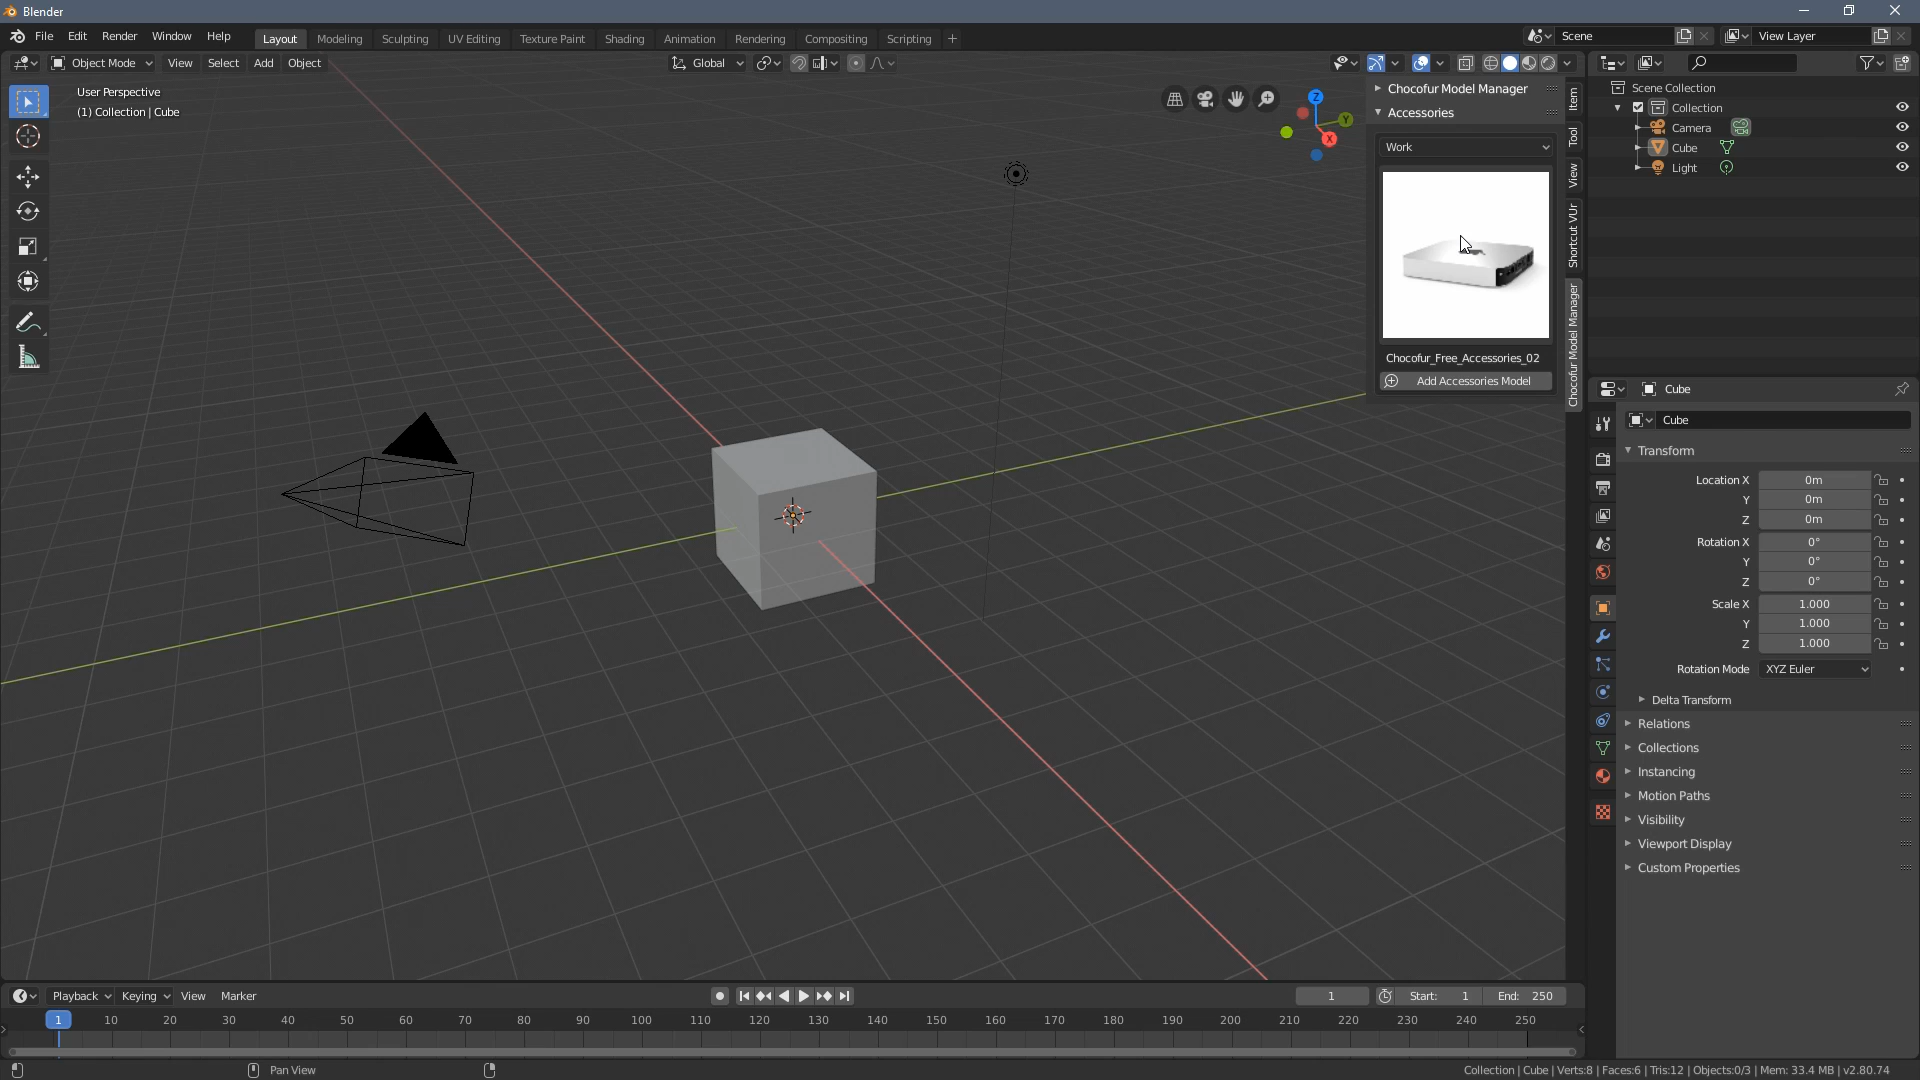 Blender
File Edit Render Window Help Layout Modeling Sculpting UV Editing Texture Paint Shading Animation Rendering Compositing Scripting + Scene View Layer
Object Mode View Select Add Object Global
User Perspective
(1) Collection | Cube
Z
Y
X
Chocofur Model Manager
Accessories
Work
Chocofur_Free_Accessories_02
Add Accessories Model
Item
Tool
View
Shortcut VUr
Chocofur Model Manager
Scene Collection
Collection
Camera
Cube
Light
Cube
Cube
Transform
Location X 0m
Y 0m
Z 0m
Rotation X 0°
Y 0°
Z 0°
Scale X 1.000
Y 1.000
Z 1.000
Rotation Mode XYZ Euler
Delta Transform
Relations
Collections
Instancing
Motion Paths
Visibility
Viewport Display
Custom Properties
Playback Keying View Marker 1 Start: 1 End: 250
1 10 20 30 40 50 60 70 80 90 100 110 120 130 140 150 160 170 180 190 200 210 220 230 240 250
Pan View
Collection | Cube | Verts:8 | Faces:6 | Tris:12 | Objects:0/3 | Mem: 33.4 MB | v2.80.74